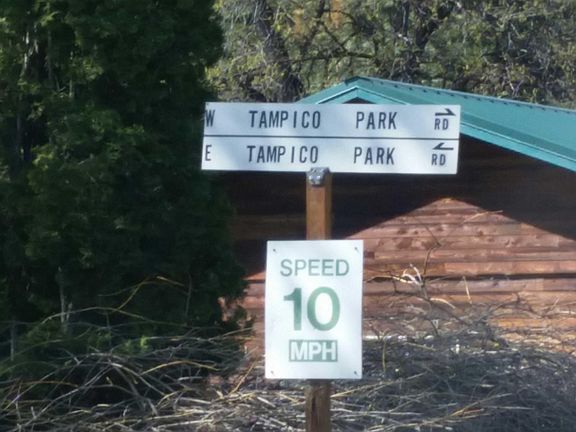 W TAMPICO PARK RD
E TAMPICO PARK RD
SPEED
10
MPH